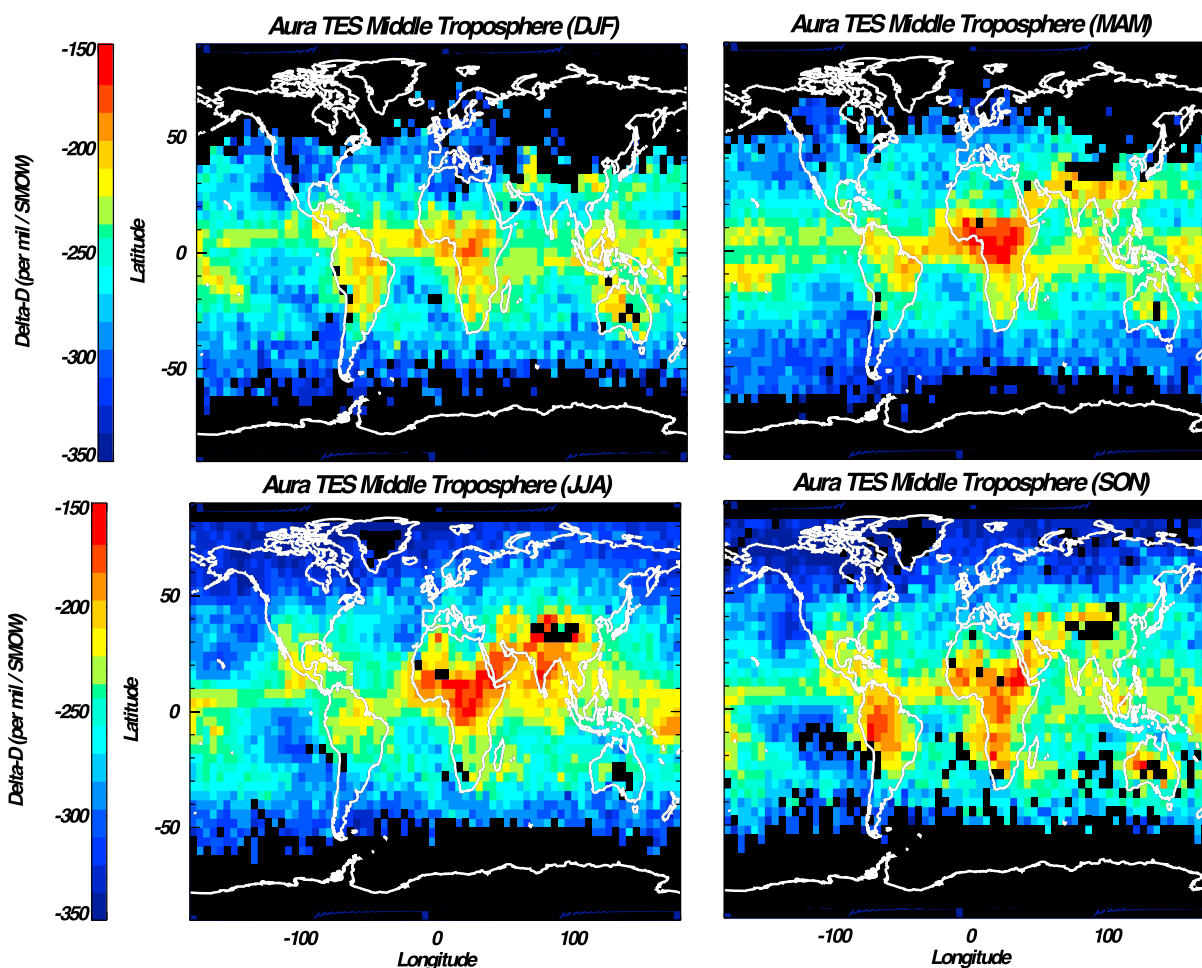 Aura TES Middle Troposphere (DJF)
Aura TES Middle Troposphere (MAM)
-150
-200
-250
-300
-350
Delta-D (per mil / SMOW)
50
0
-50
Latitude
Aura TES Middle Troposphere (JJA)
Aura TES Middle Troposphere (SON)
-150
-200
-250
-300
-350
Delta-D (per mil / SMOW)
50
0
-50
Latitude
-100
0
100
Longitude
-100
0
100
Longitude